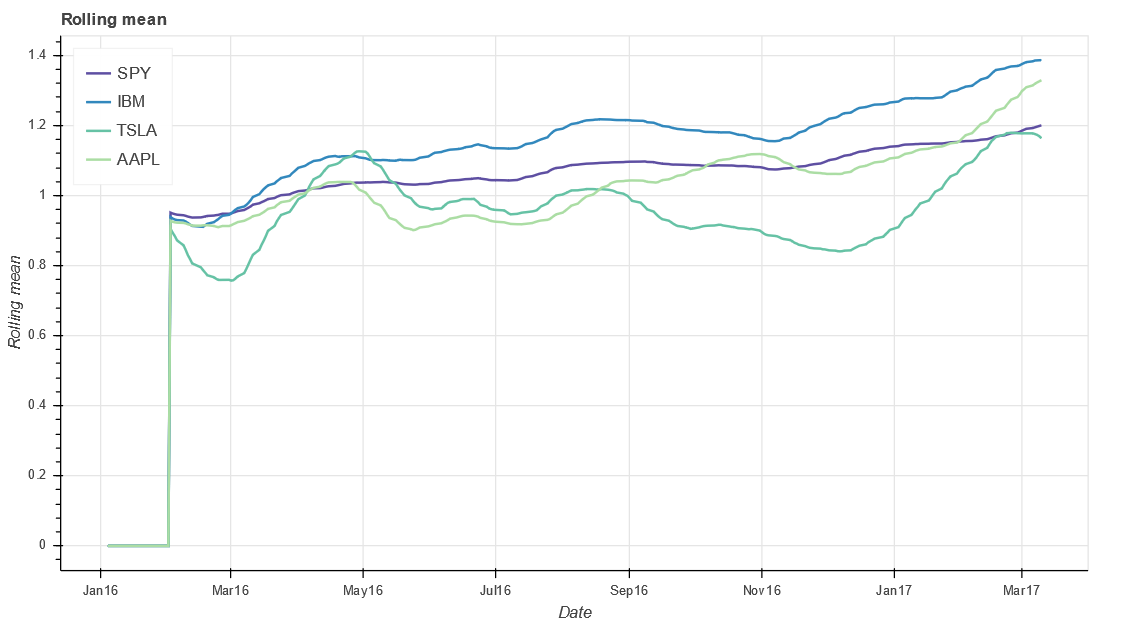 Rolling mean
1.4
1.2
1
0.8
0.6
0.4
0.2
0
Rolling mean
SPY
IBM
TSLA
AAPL
Jan16 Mar16 May16 Jul16 Sep16 Nov16 Jan17 Mar17
Date